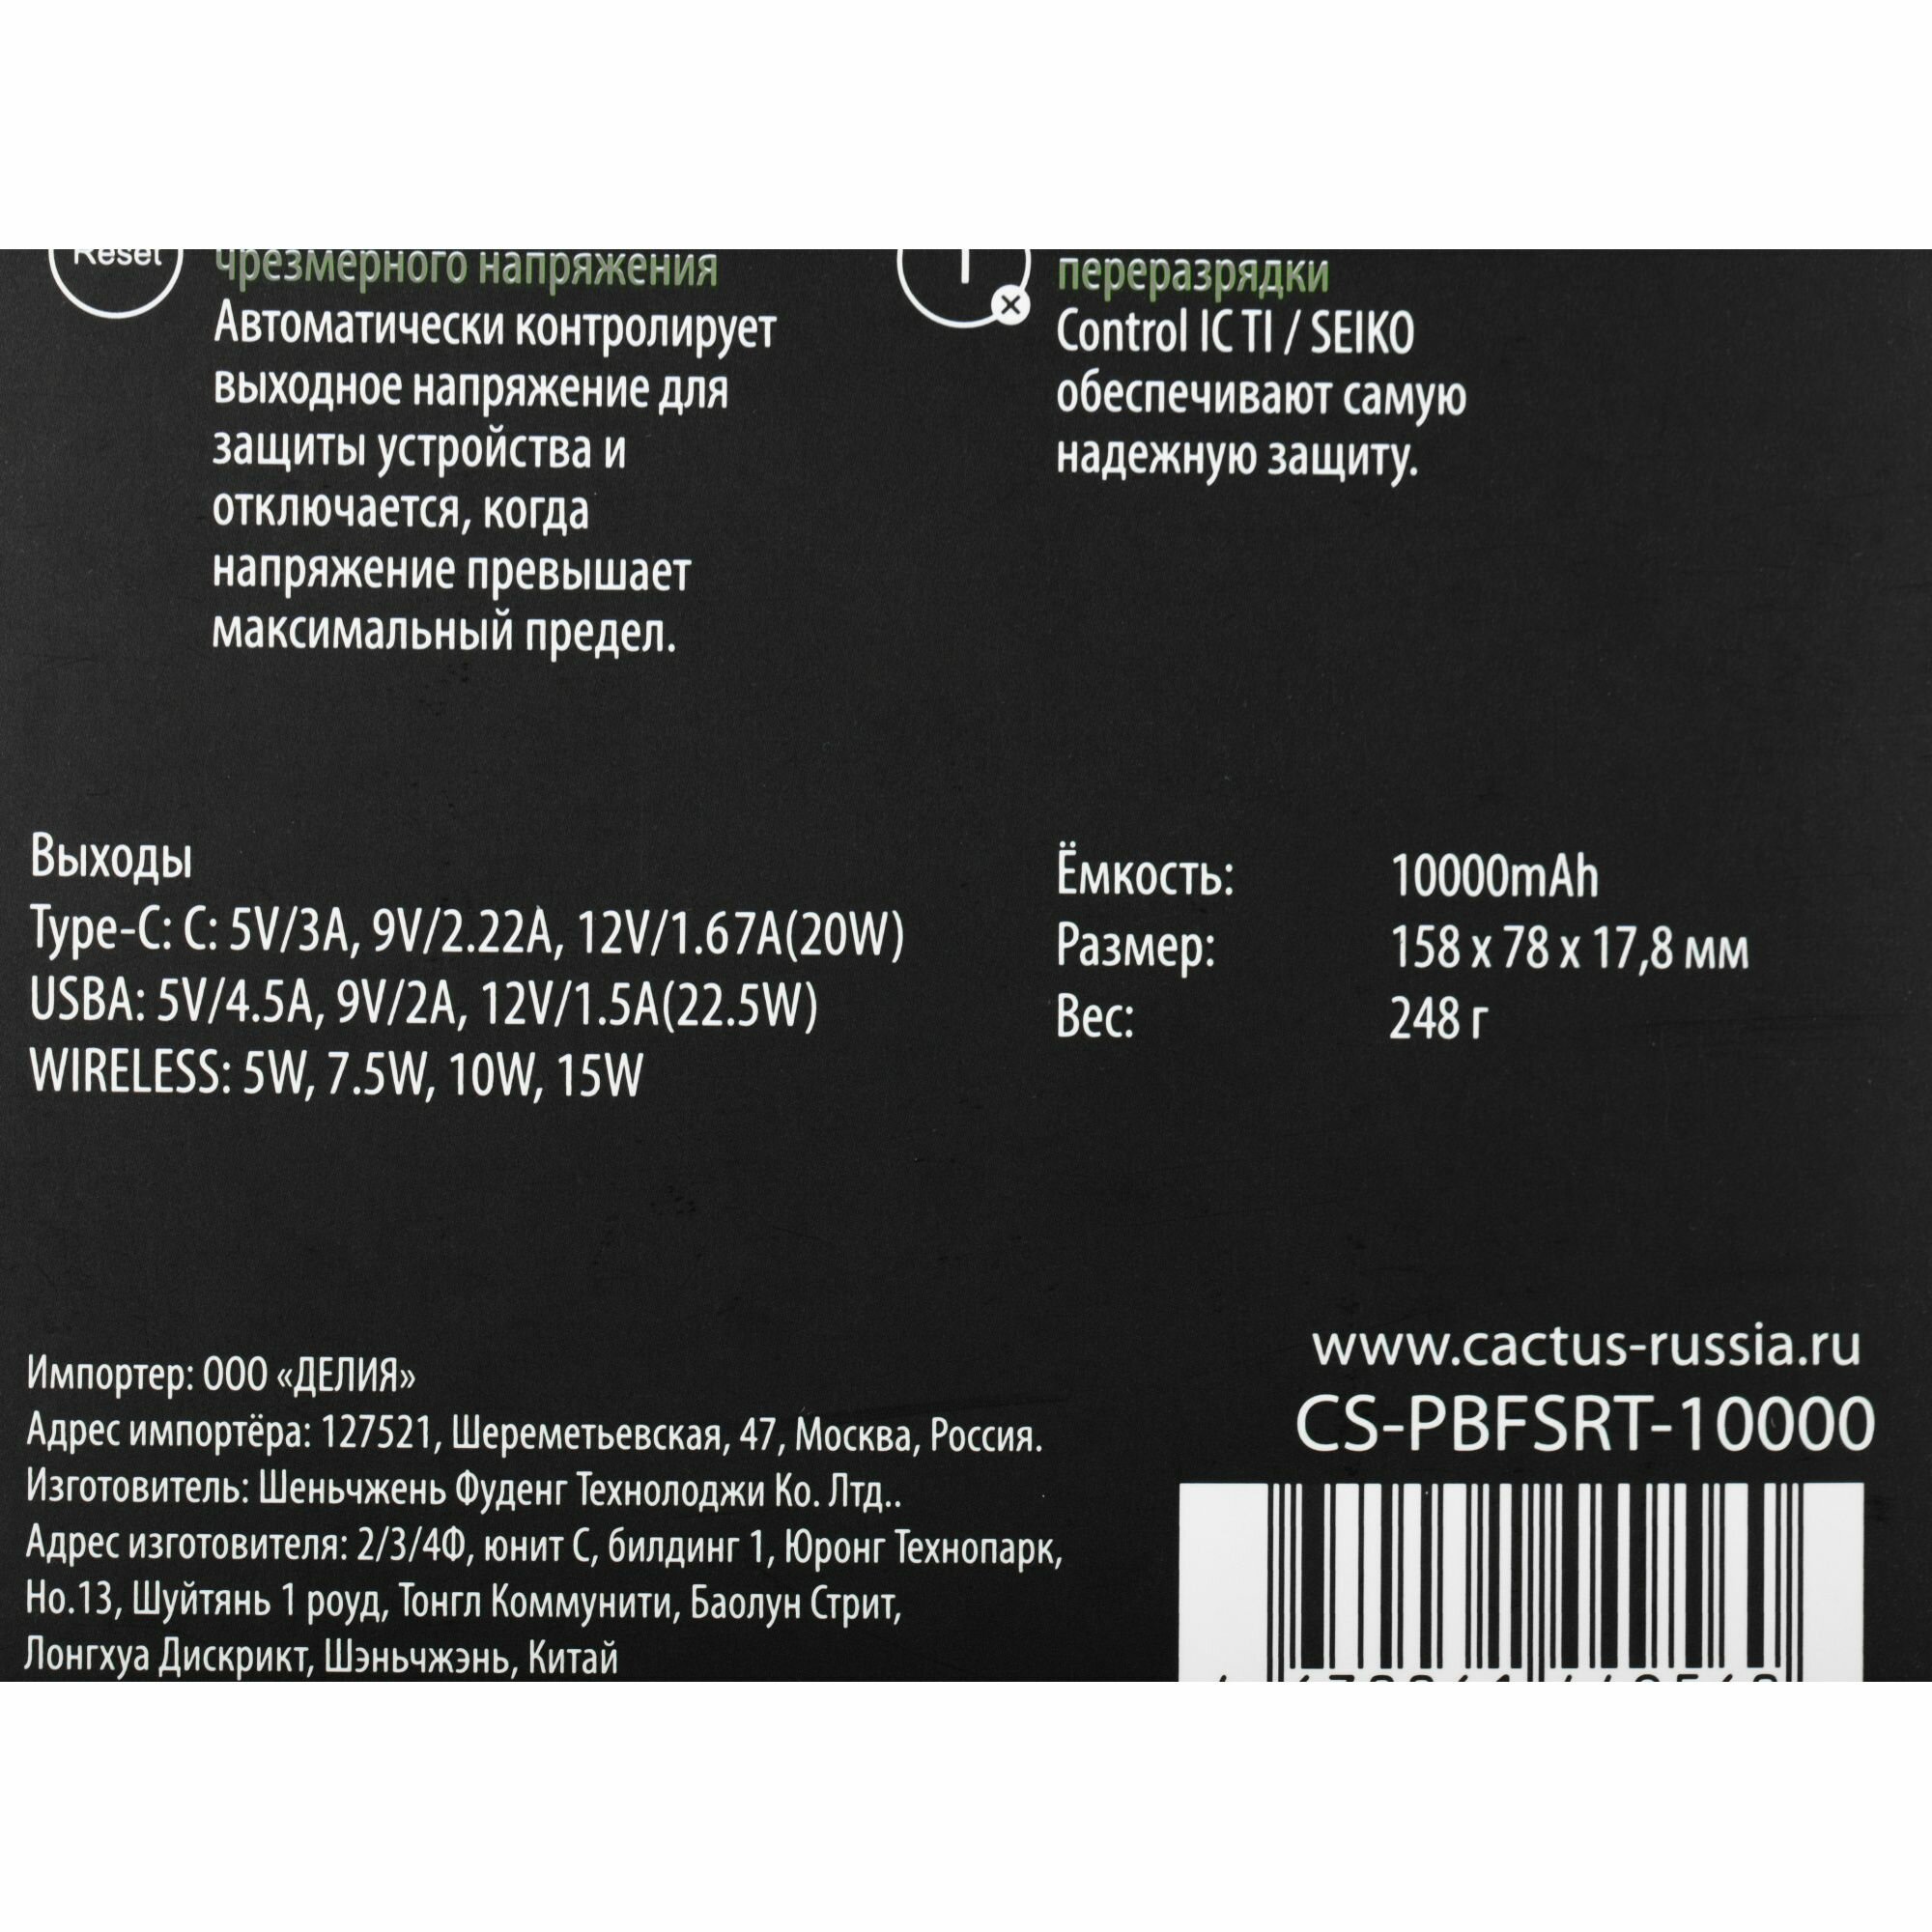 Reset
чрезмерного напряжения
Автоматически контролирует
выходное напряжение для
защиты устройства и
отключается, когда
напряжение превышает
максимальный предел.
переразрядки
Control IC TI / SEIKO
обеспечивают самую
надежную защиту.
Выходы
Type-C: C: 5V/3A, 9V/2.22A, 12V/1.67A(20W)
USBA: 5V/4.5A, 9V/2A, 12V/1.5A(22.5W)
WIRELESS: 5W, 7.5W, 10W, 15W
Ёмкость: 10000mAh
Размер: 158 x 78 x 17,8 мм
Вес: 248 г
Импортер: ООО «ДЕЛИЯ»
Адрес импортёра: 127521, Шереметьевская, 47, Москва, Россия.
Изготовитель: Шеньчжень Фуденг Технолоджи Ко. Лтд..
Адрес изготовителя: 2/3/4Ф, юнит С, билдинг 1, Юронг Технопарк,
Но.13, Шуйтянь 1 роуд, Тонгл Коммунити, Баолун Стрит,
Лонгхуа Дискрикт, Шэньчжэнь, Китай
www.cactus-russia.ru
CS-PBFSRT-10000